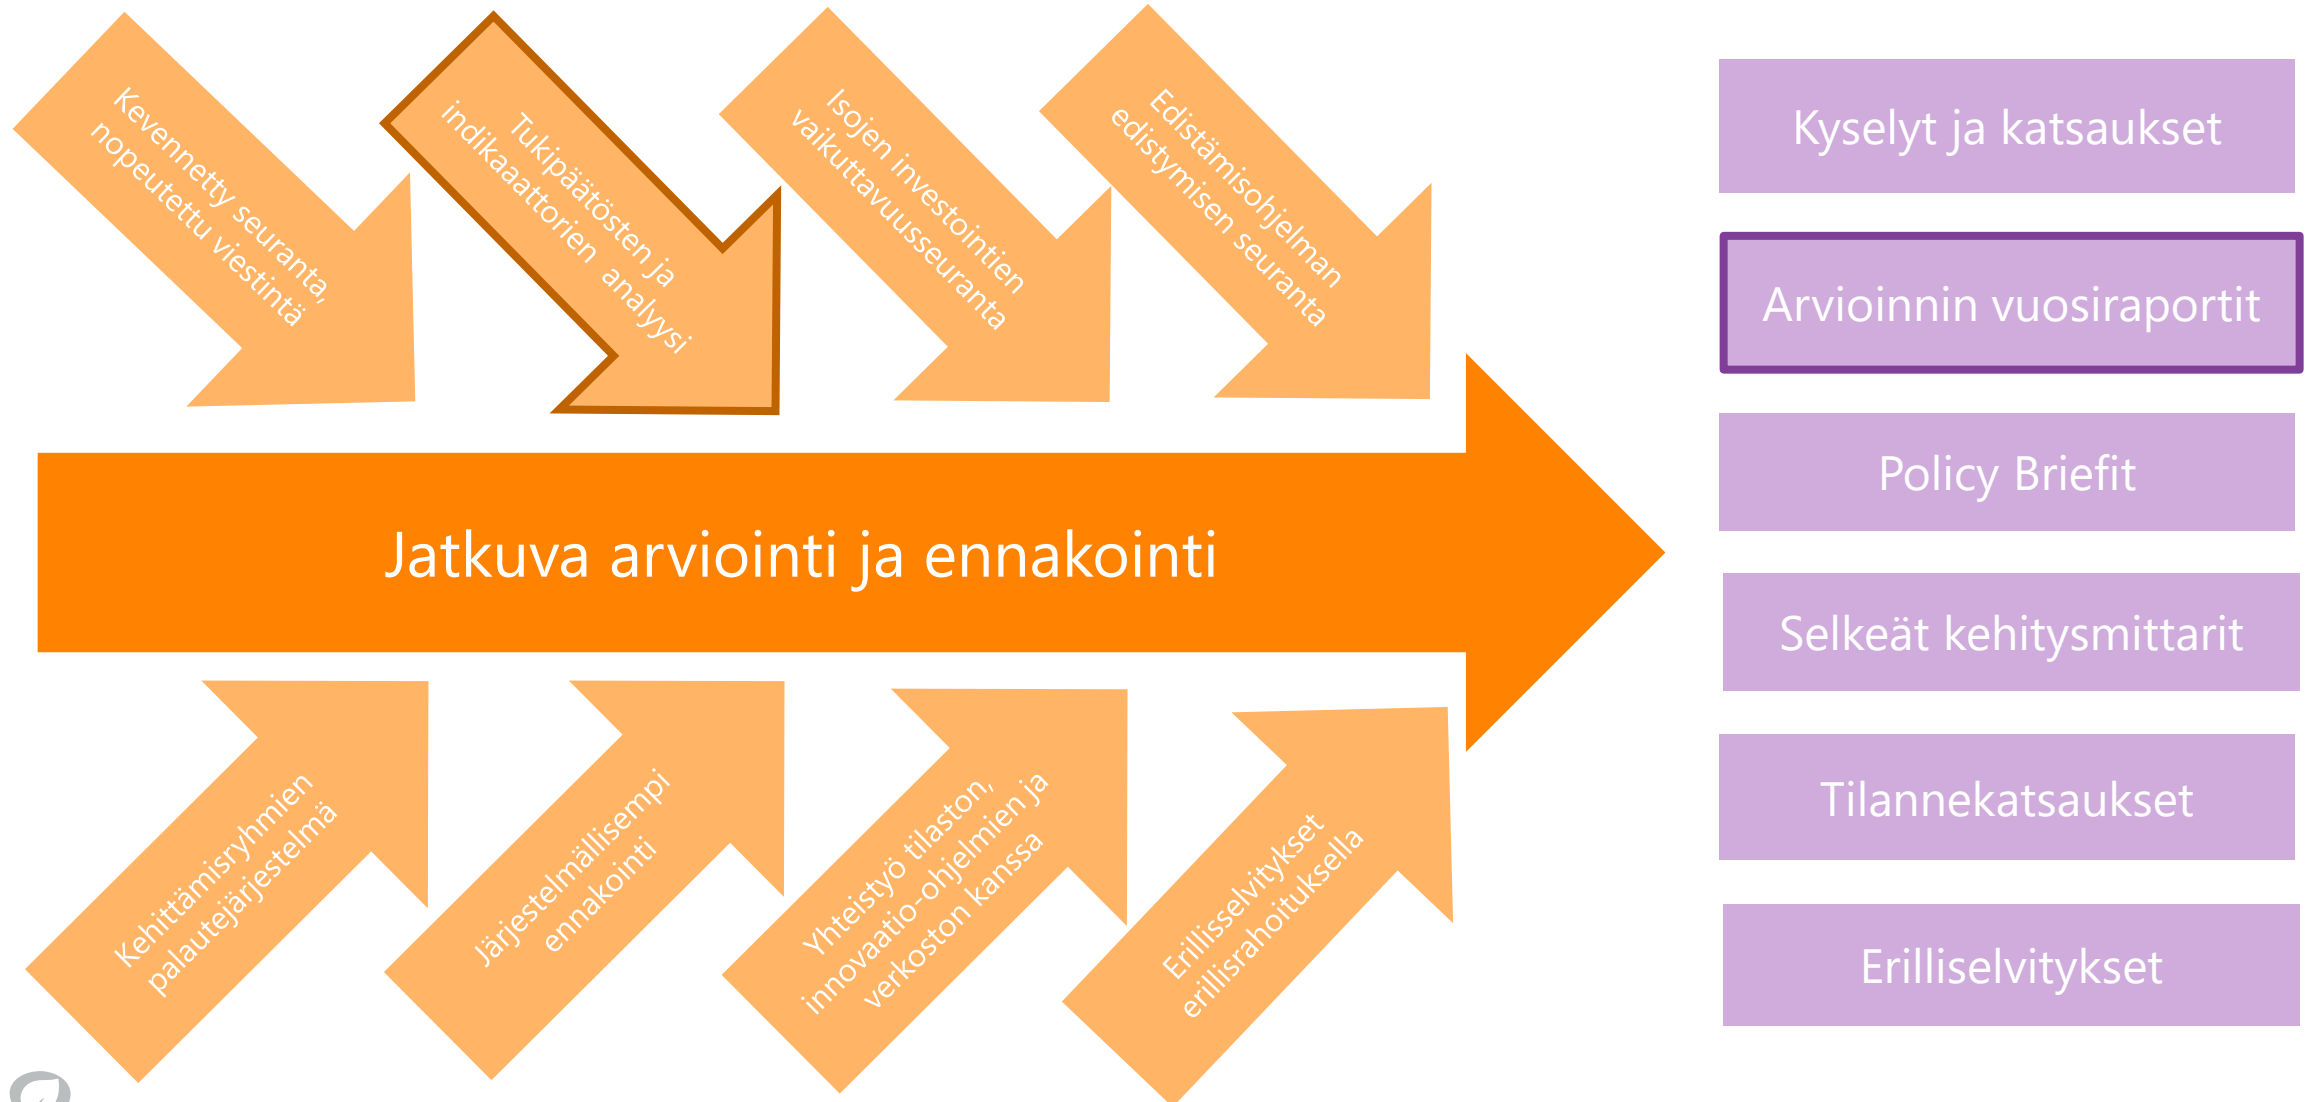 Kevennetty seuranta,
nopeutettu viestintä
Tukipäätösten ja
indikaaattorien analyysi
Isojen investointien
vaikuttavuusseuranta
Edistämisohjelman
edistymisen seuranta
Jatkuva arviointi ja ennakointi
Kehittämisryhmien
palautejärjestelmä
Järjestelmällisempi
ennakointi
Yhteistyö tilaston,
innovaatio-ohjelmien ja
verkoston kanssa
Erillisselvitykset
erillisrahoituksella
Kyselyt ja katsaukset
Arvioinnin vuosiraportit
Policy Briefit
Selkeät kehitysmittarit
Tilannekatsaukset
Erilliselvitykset